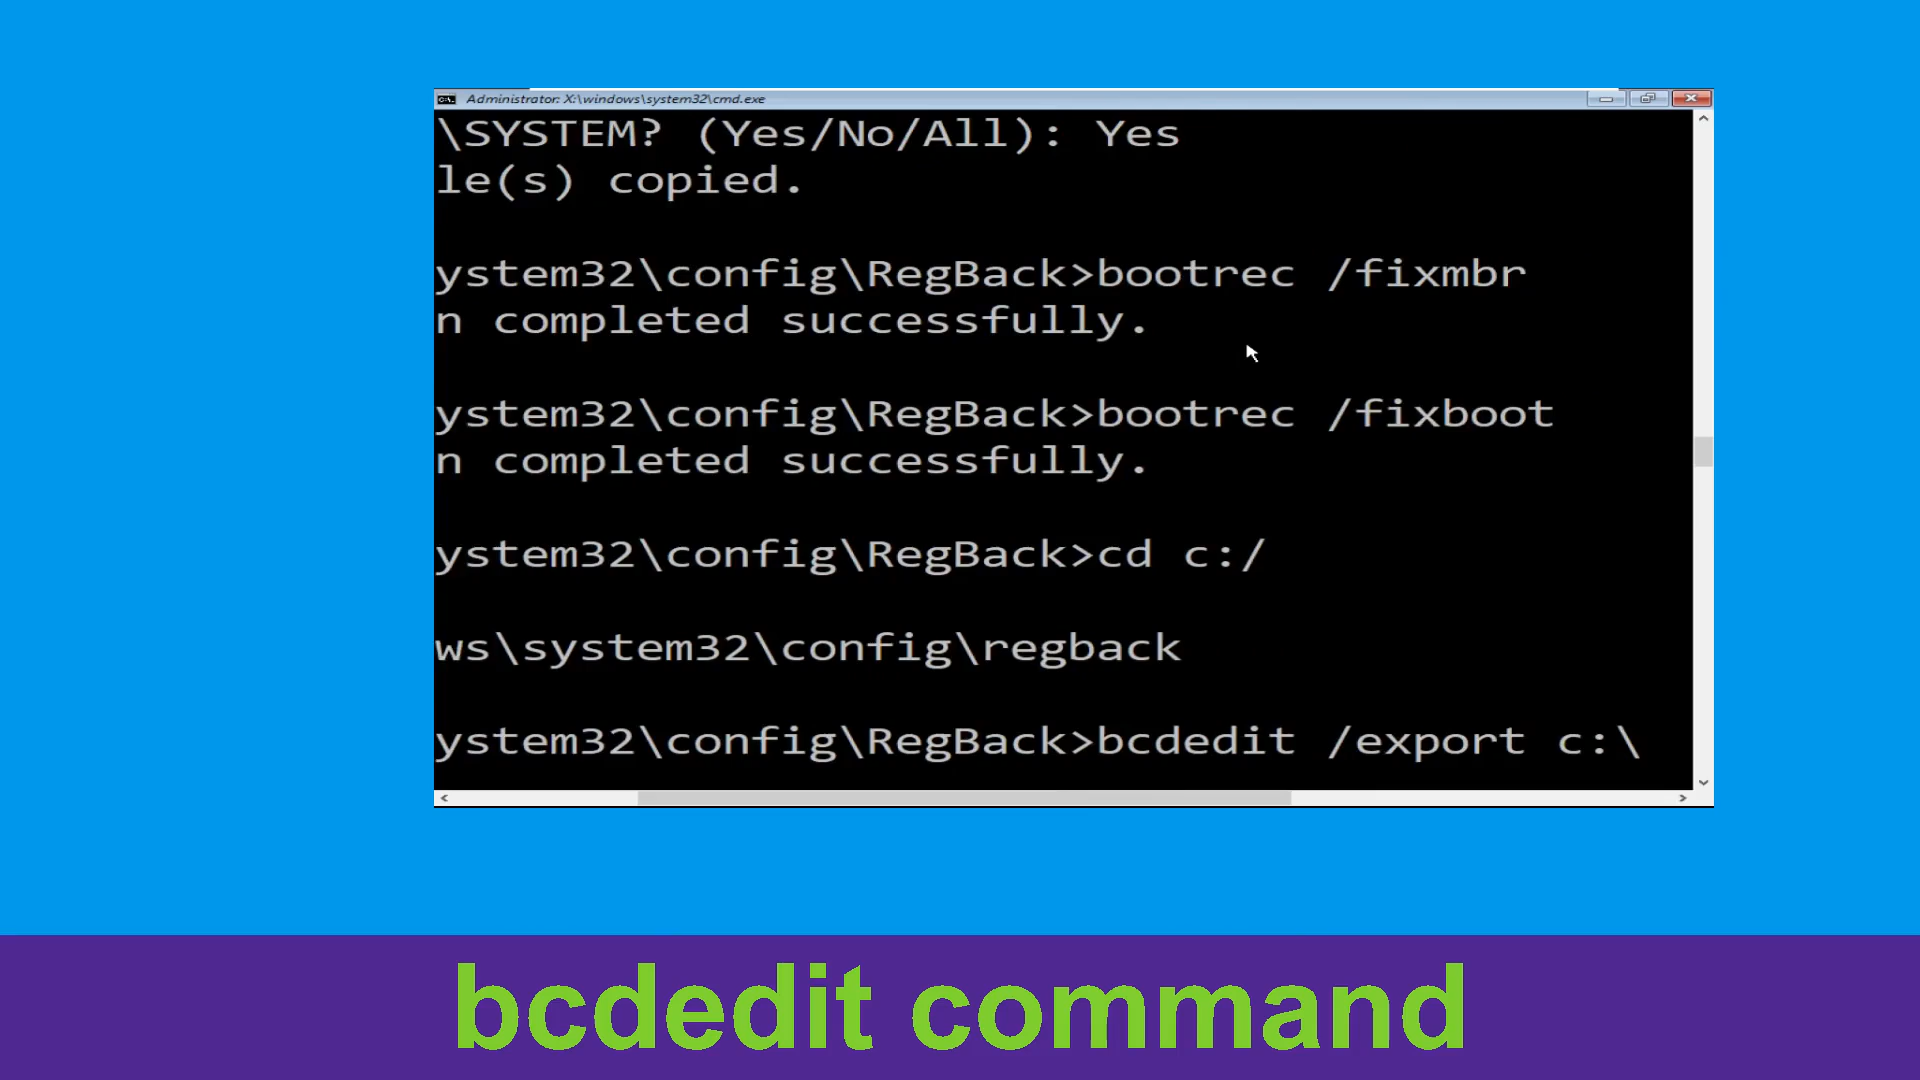 Administrator: X:\windows\system32\cmd.exe
\SYSTEM? (Yes/No/All): Yes
le(s) copied.
ystem32\config\RegBack>bootrec /fixmbr
n completed successfully.
ystem32\config\RegBack>bootrec /fixboot
n completed successfully.
ystem32\config\RegBack>cd c:/
ws\system32\config\regback
ystem32\config\RegBack>bcdedit /export c:\
bcdedit command